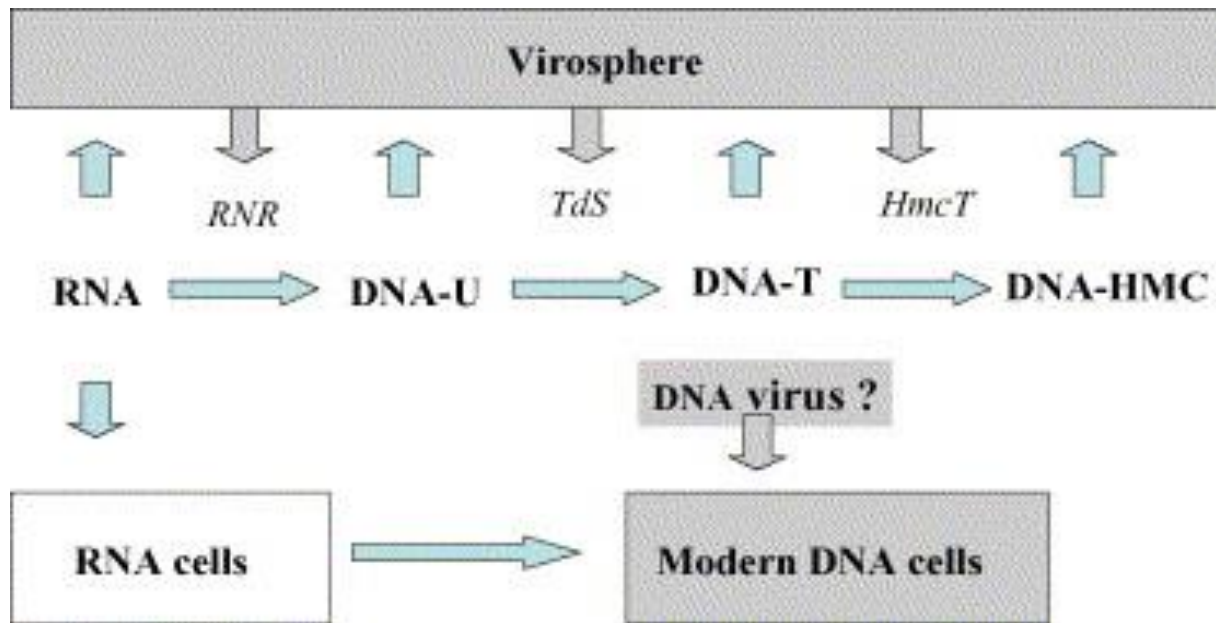 Virosphere
RNR TdS HmcT
RNA DNA-U DNA-T DNA-HMC
DNA virus ?
RNA cells Modern DNA cells